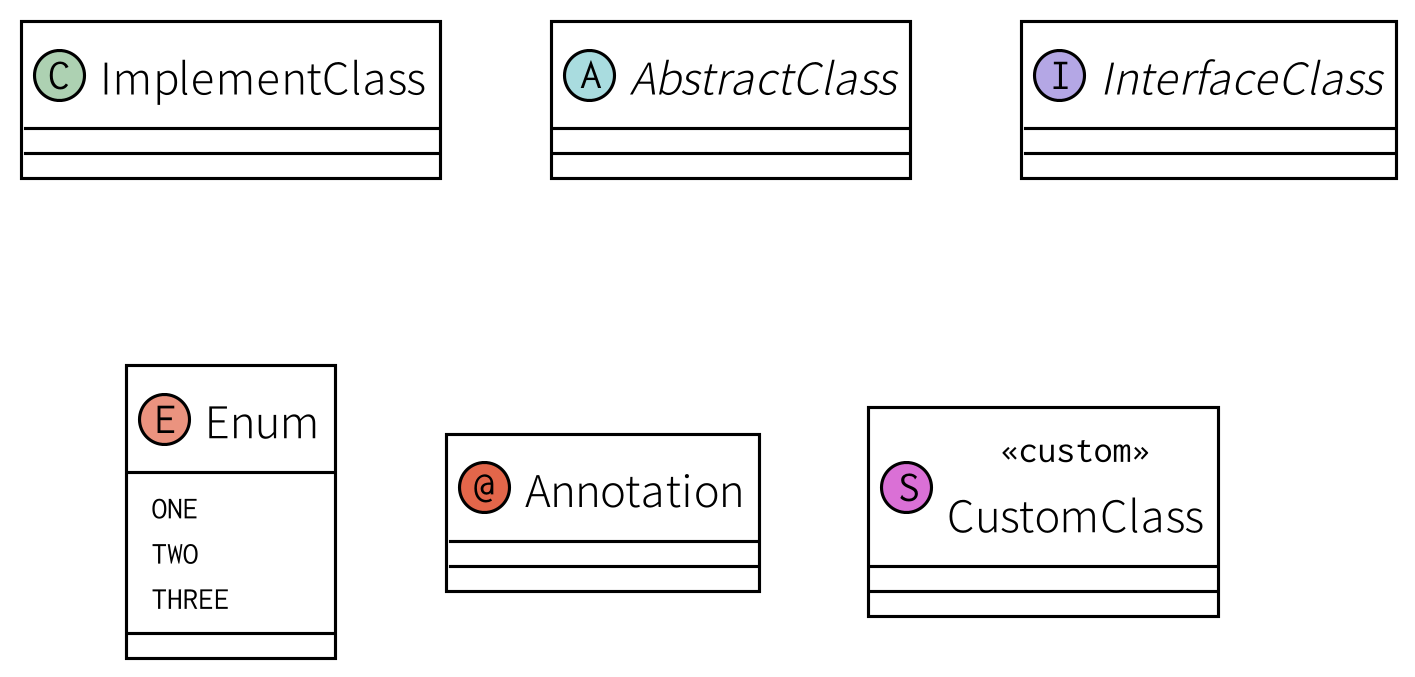 C ImplementClass
A AbstractClass
I InterfaceClass
E Enum
ONE
TWO
THREE
@ Annotation
«custom»
S CustomClass